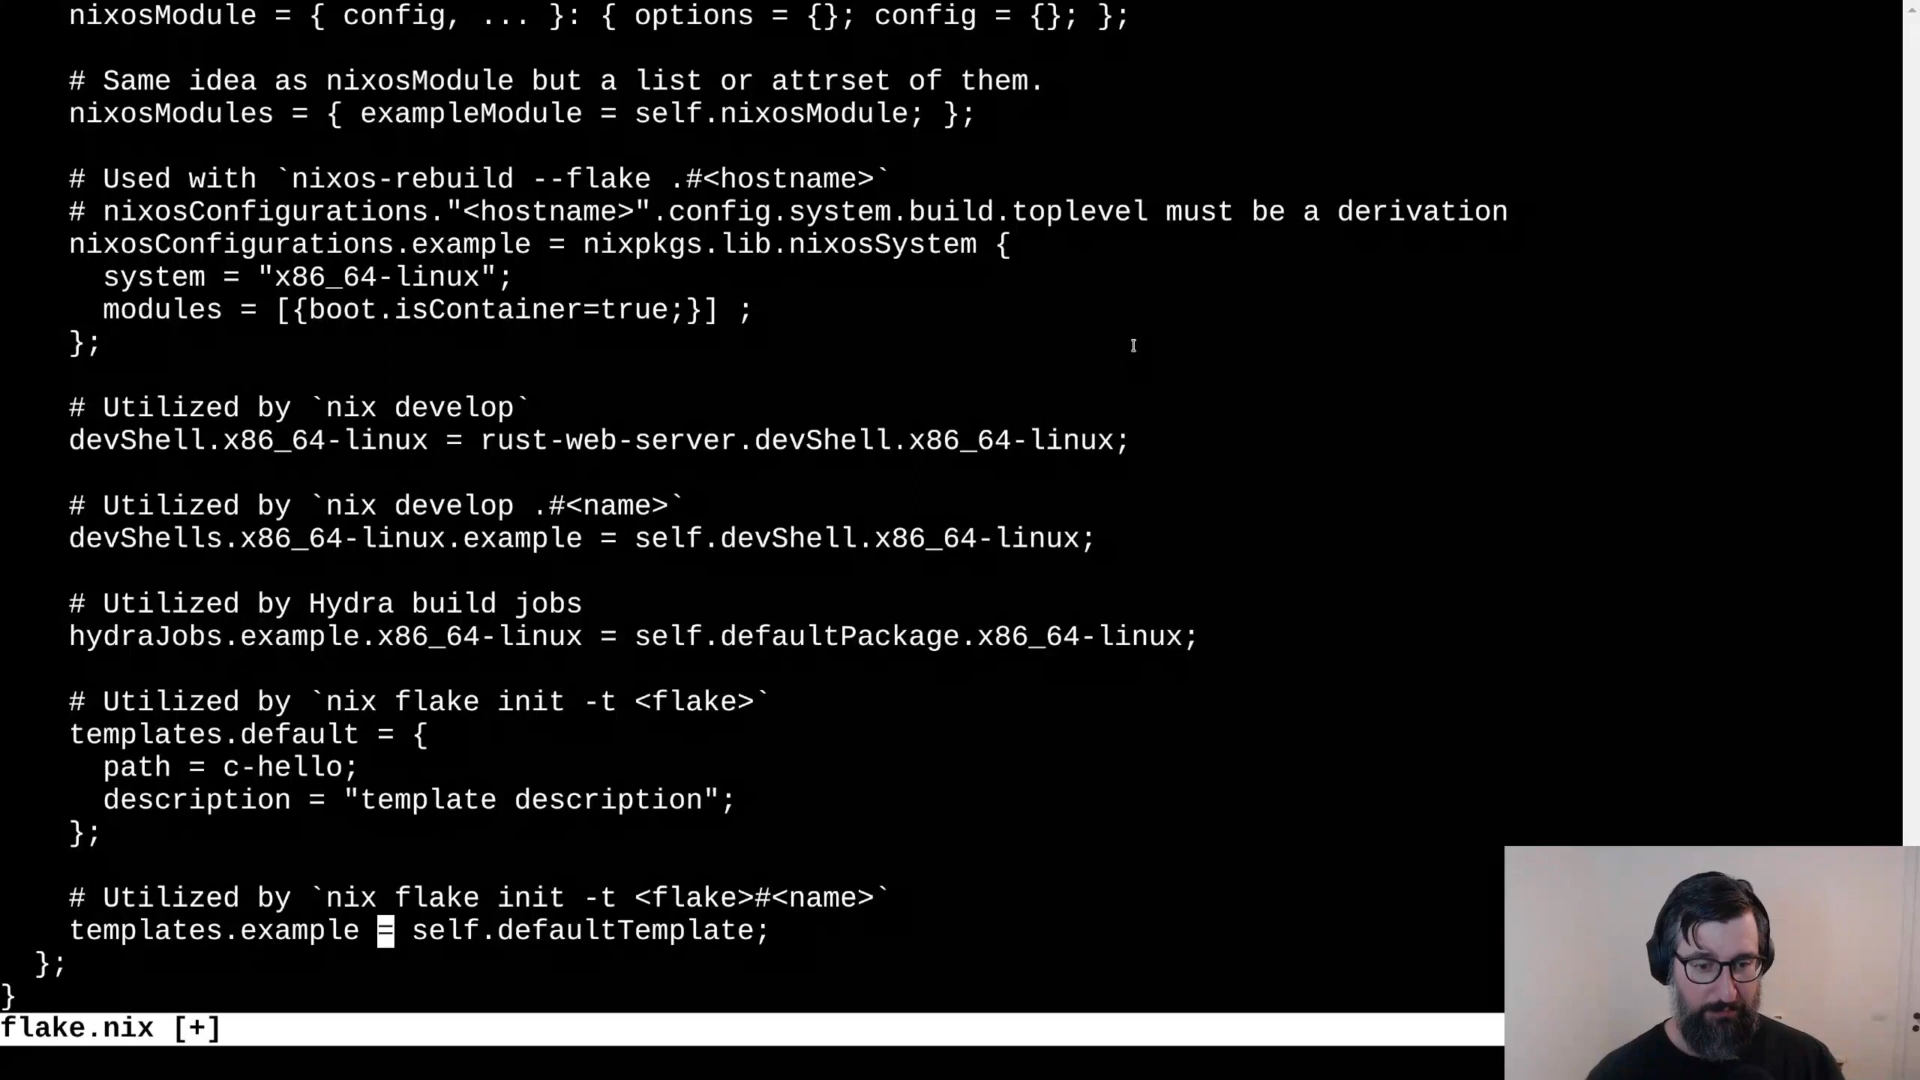 nixosModule = { config, ... }: { options = {}; config = {}; };
# Same idea as nixosModule but a list or attrset of them.
nixosModules = { exampleModule = self.nixosModule; };
# Used with `nixos-rebuild --flake .#<hostname>`
# nixosConfigurations."<hostname>".config.system.build.toplevel must be a derivation
nixosConfigurations.example = nixpkgs.lib.nixosSystem {
system = "x86_64-linux";
modules = [{boot.isContainer=true;}] ;
};
# Utilized by `nix develop`
devShell.x86_64-linux = rust-web-server.devShell.x86_64-linux;
# Utilized by `nix develop .#<name>`
devShells.x86_64-linux.example = self.devShell.x86_64-linux;
# Utilized by Hydra build jobs
hydraJobs.example.x86_64-linux = self.defaultPackage.x86_64-linux;
# Utilized by `nix flake init -t <flake>`
templates.default = {
path = c-hello;
description = "template description";
};
# Utilized by `nix flake init -t <flake>#<name>`
templates.example = self.defaultTemplate;
};
}
flake.nix [+]